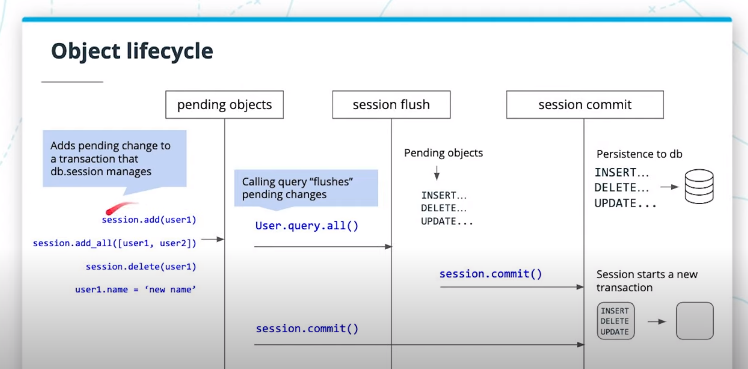 Object lifecycle
pending objects
session flush
session commit
Adds pending change to
a transaction that
db.session manages
session.add(user1)
session.add_all([user1, user2])
session.delete(user1)
user1.name = ‘new name’
Calling query “flushes”
pending changes
User.query.all()
session.commit()
Pending objects
INSERT...
DELETE...
UPDATE...
session.commit()
Persistence to db
INSERT...
DELETE...
UPDATE...
Session starts a new
transaction
INSERT
DELETE
UPDATE